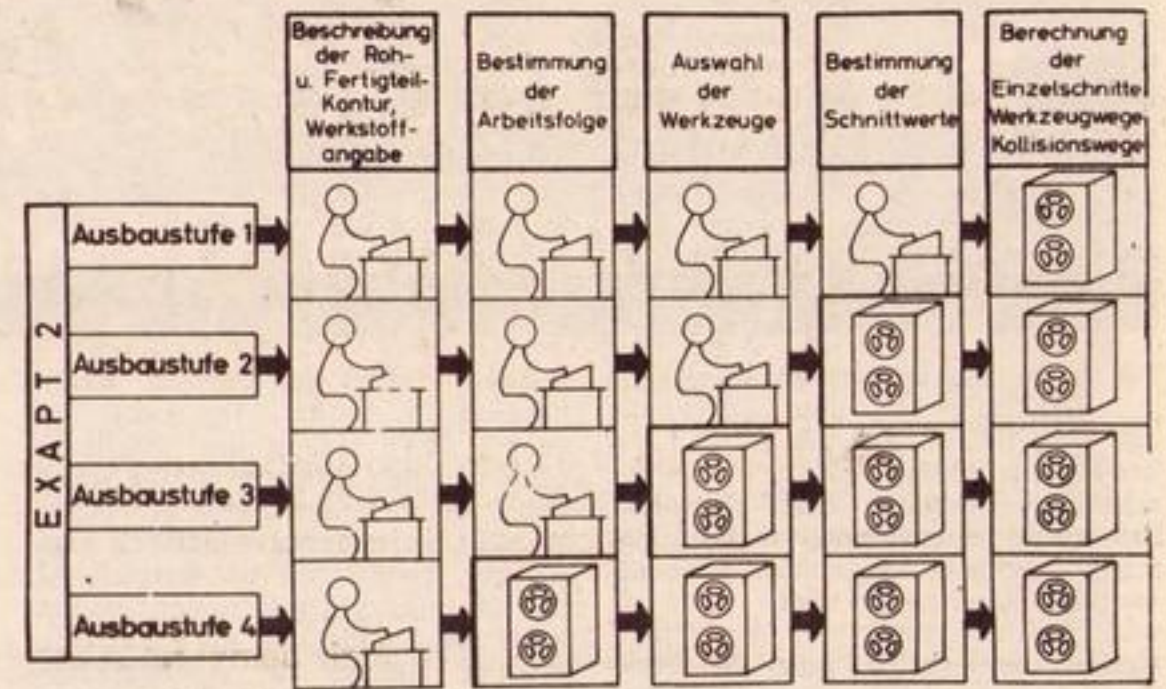 Beschreibung
der Roh-
u. Fertigteil-
Kontur,
Werkstoff-
angabe
Bestimmung
der
Arbeitsfolge
Auswahl
der
Werkzeuge
Bestimmung
der
Schnittwerte
Berechnung
der
Einzelschnitte
Werkzeugwege
Kollisionswege
EXAPT 2
Ausbaustufe 1
Ausbaustufe 2
Ausbaustufe 3
Ausbaustufe 4